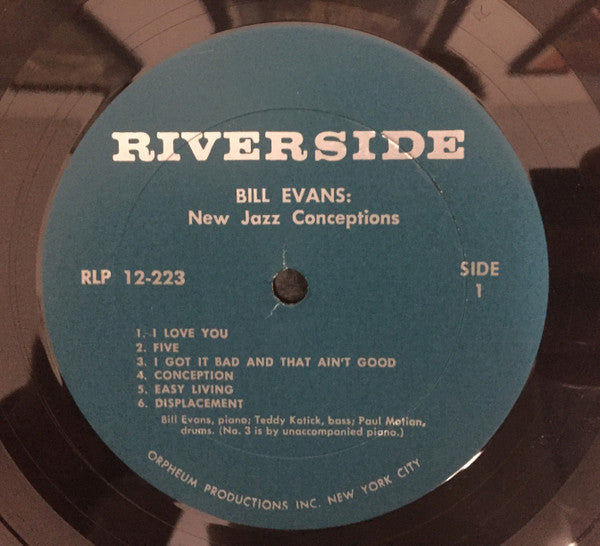 RIVERSIDE
BILL EVANS:
New Jazz Conceptions
RLP 12-223
SIDE
1
1. I LOVE YOU
2. FIVE
3. I GOT IT BAD AND THAT AIN'T GOOD
4. CONCEPTION
5. EASY LIVING
6. DISPLACEMENT
Bill Evans, piano; Teddy Kotick, bass; Paul Motian,
drums. (No. 3 is by unaccompanied piano.)
ORPHEUM PRODUCTIONS INC. NEW YORK CITY